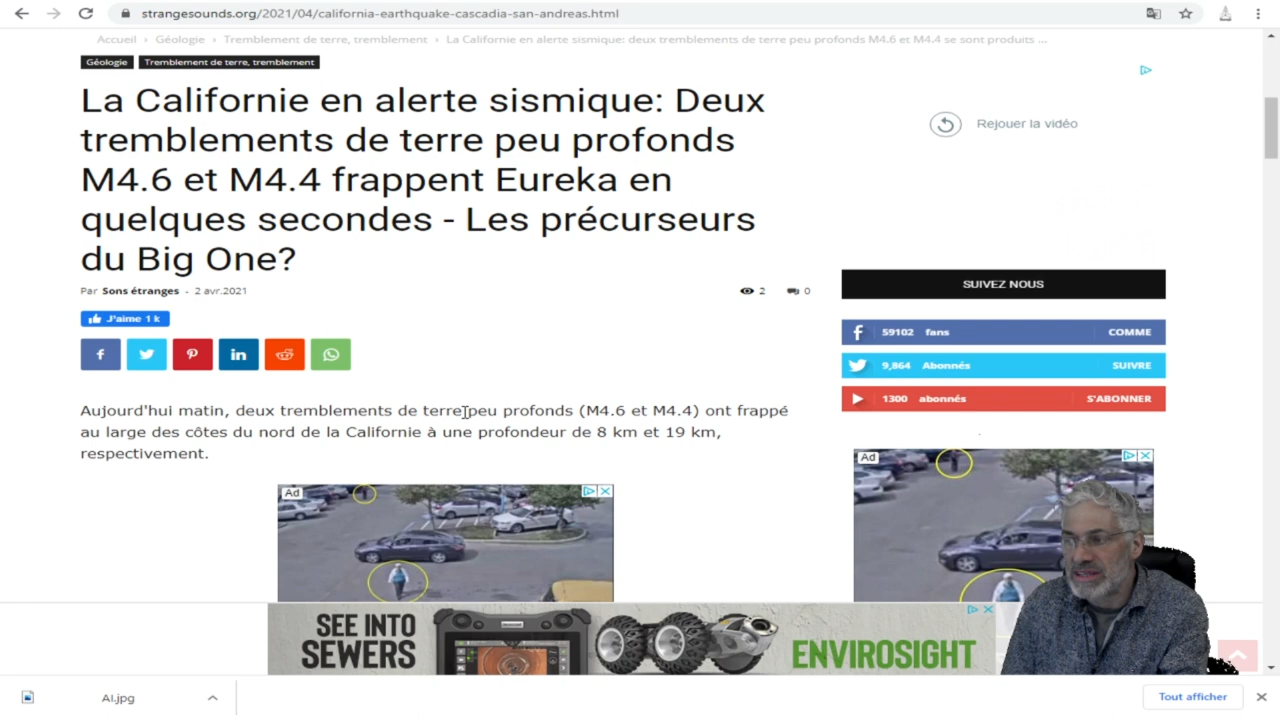 strangesounds.org/2021/04/california-earthquake-cascadia-san-andreas.html
Accueil › Géologie › Tremblement de terre, tremblement › La Californie en alerte sismique: deux tremblements de terre peu profonds M4.6 et M4.4 se sont produits ...
Géologie Tremblement de terre, tremblement
La Californie en alerte sismique: Deux
tremblements de terre peu profonds
M4.6 et M4.4 frappent Eureka en
quelques secondes - Les précurseurs
du Big One?
Par Sons étranges - 2 avr.2021 2 0
J'aime 1 k
Aujourd'hui matin, deux tremblements de terre peu profonds (M4.6 et M4.4) ont frappé
au large des côtes du nord de la Californie à une profondeur de 8 km et 19 km,
respectivement.
Ad
Rejouer la vidéo
SUIVEZ NOUS
59102 fans COMME
9,864 Abonnés SUIVRE
1300 abonnés S'ABONNER
Ad
SEE INTO
SEWERS
ENVIROSIGHT
AI.jpg
Tout afficher